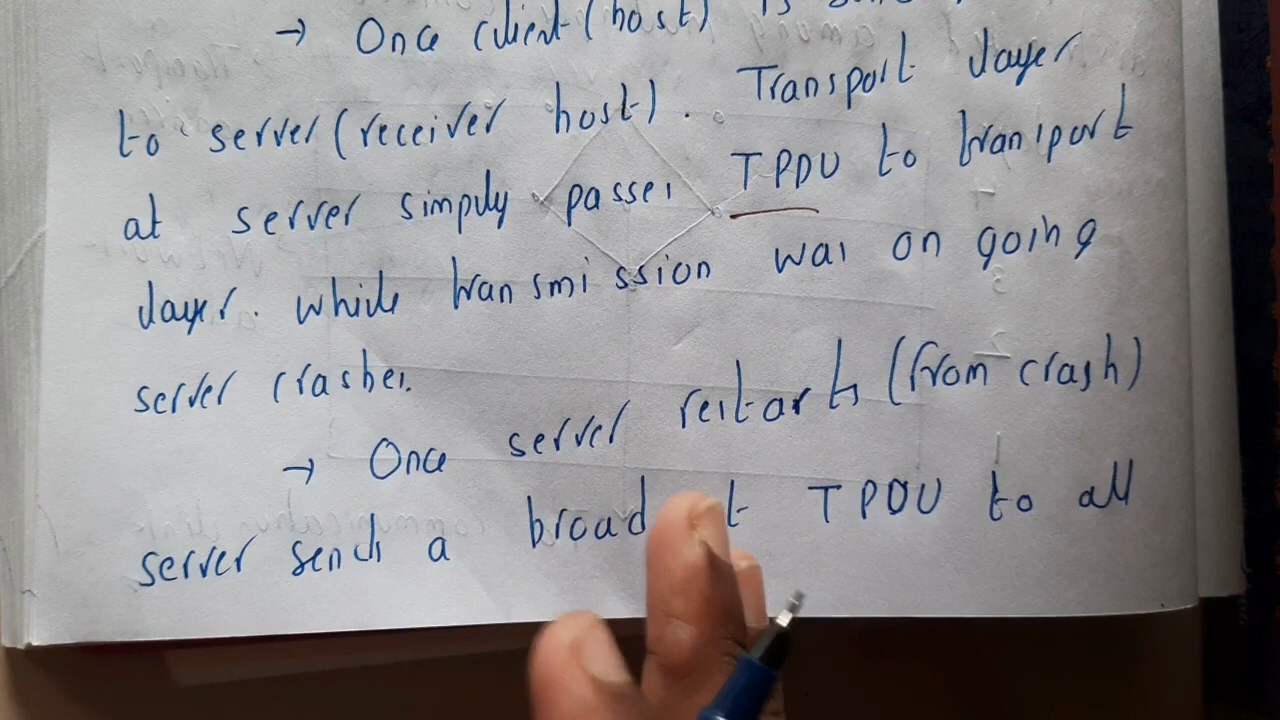 → Once client (host) is
to server (receiver host). Transport layer
at server simply passes TPDU to transport
layer. while transmission was on going
server crashes.
→ Once server restarts (from crash)
server sends a TPDU to all